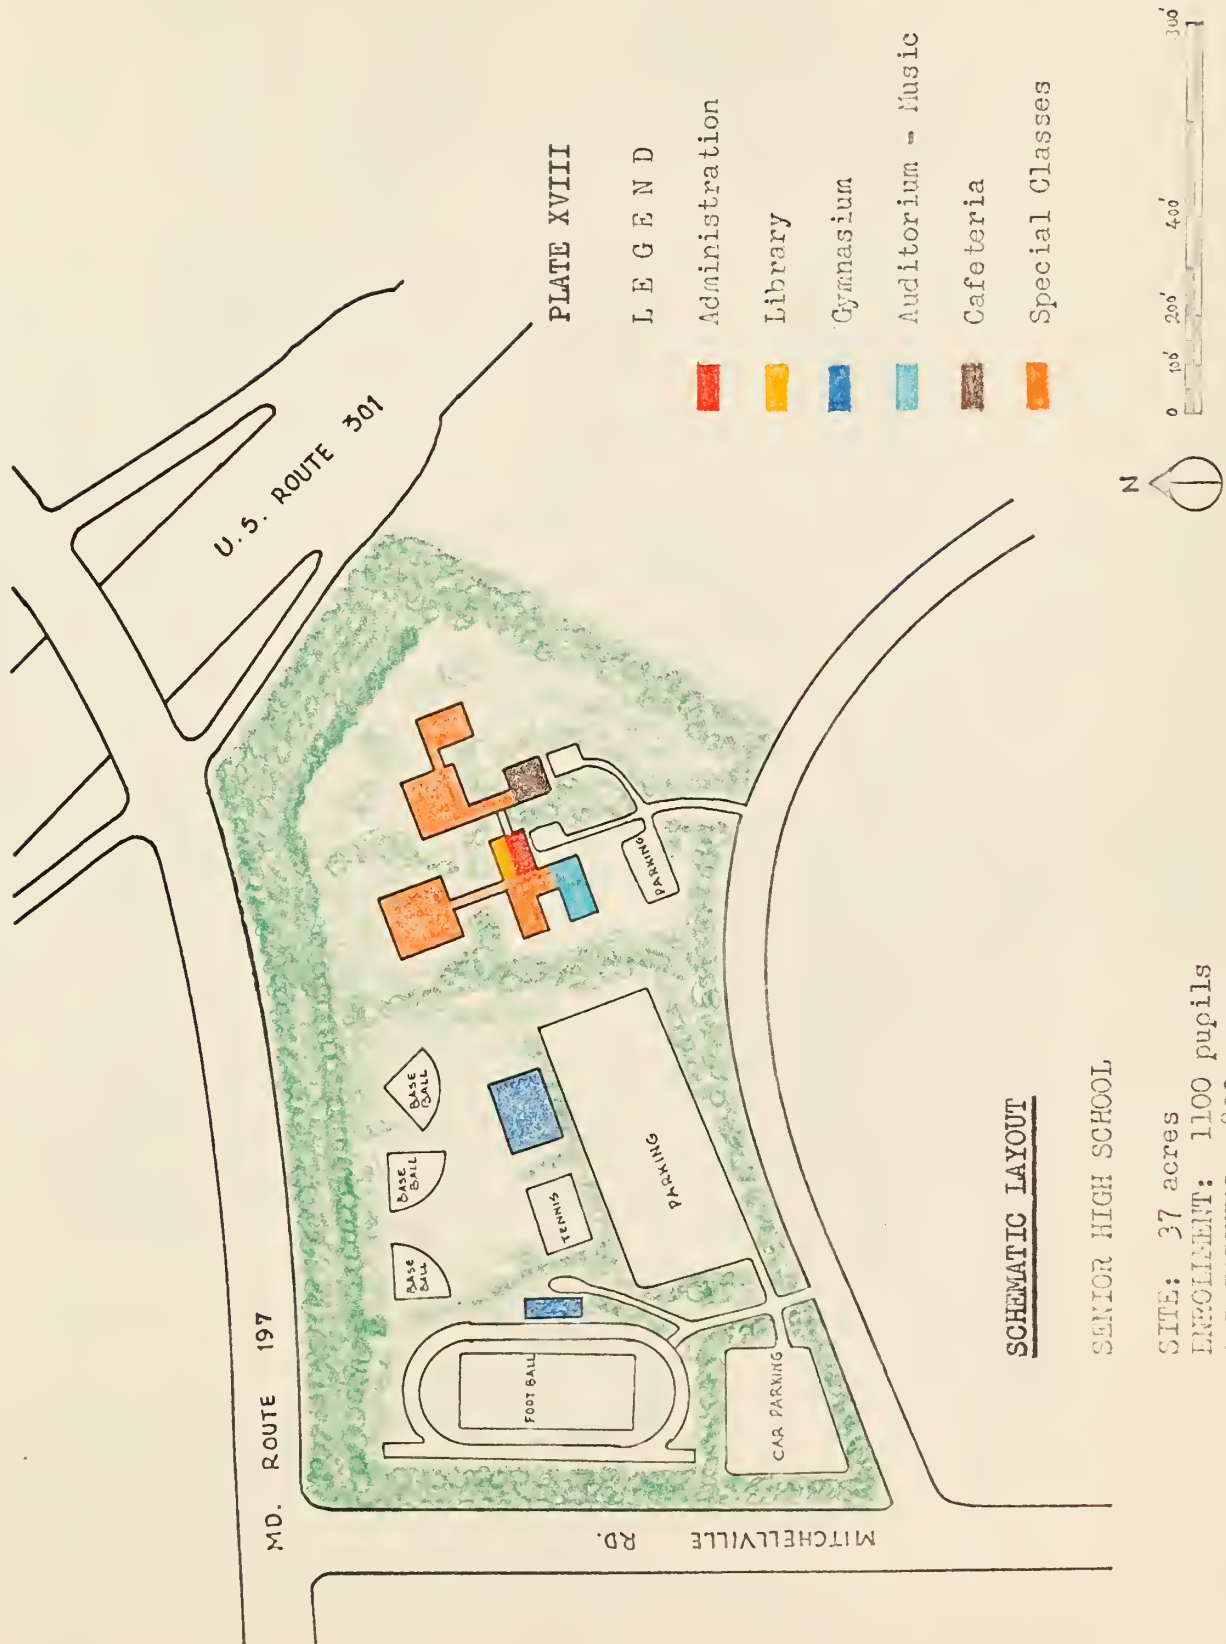 PLATE XVIII
L E G E N D
Administration
Library
Gymnasium
Auditorium - Music
Cafeteria
Special Classes
N
0 100' 200' 400'
U.S. ROUTE 301
MD. ROUTE 197
MITCHELLVILLE RD.
BASE
BALL
BASE
BALL
BASE
BALL
FOOT BALL
TENNIS
PARKING
PARKING
CAR PARKING
SCHEMATIC LAYOUT
SENIOR HIGH SCHOOL
SITE: 37 acres
ENROLLMENT: 1100 pupils